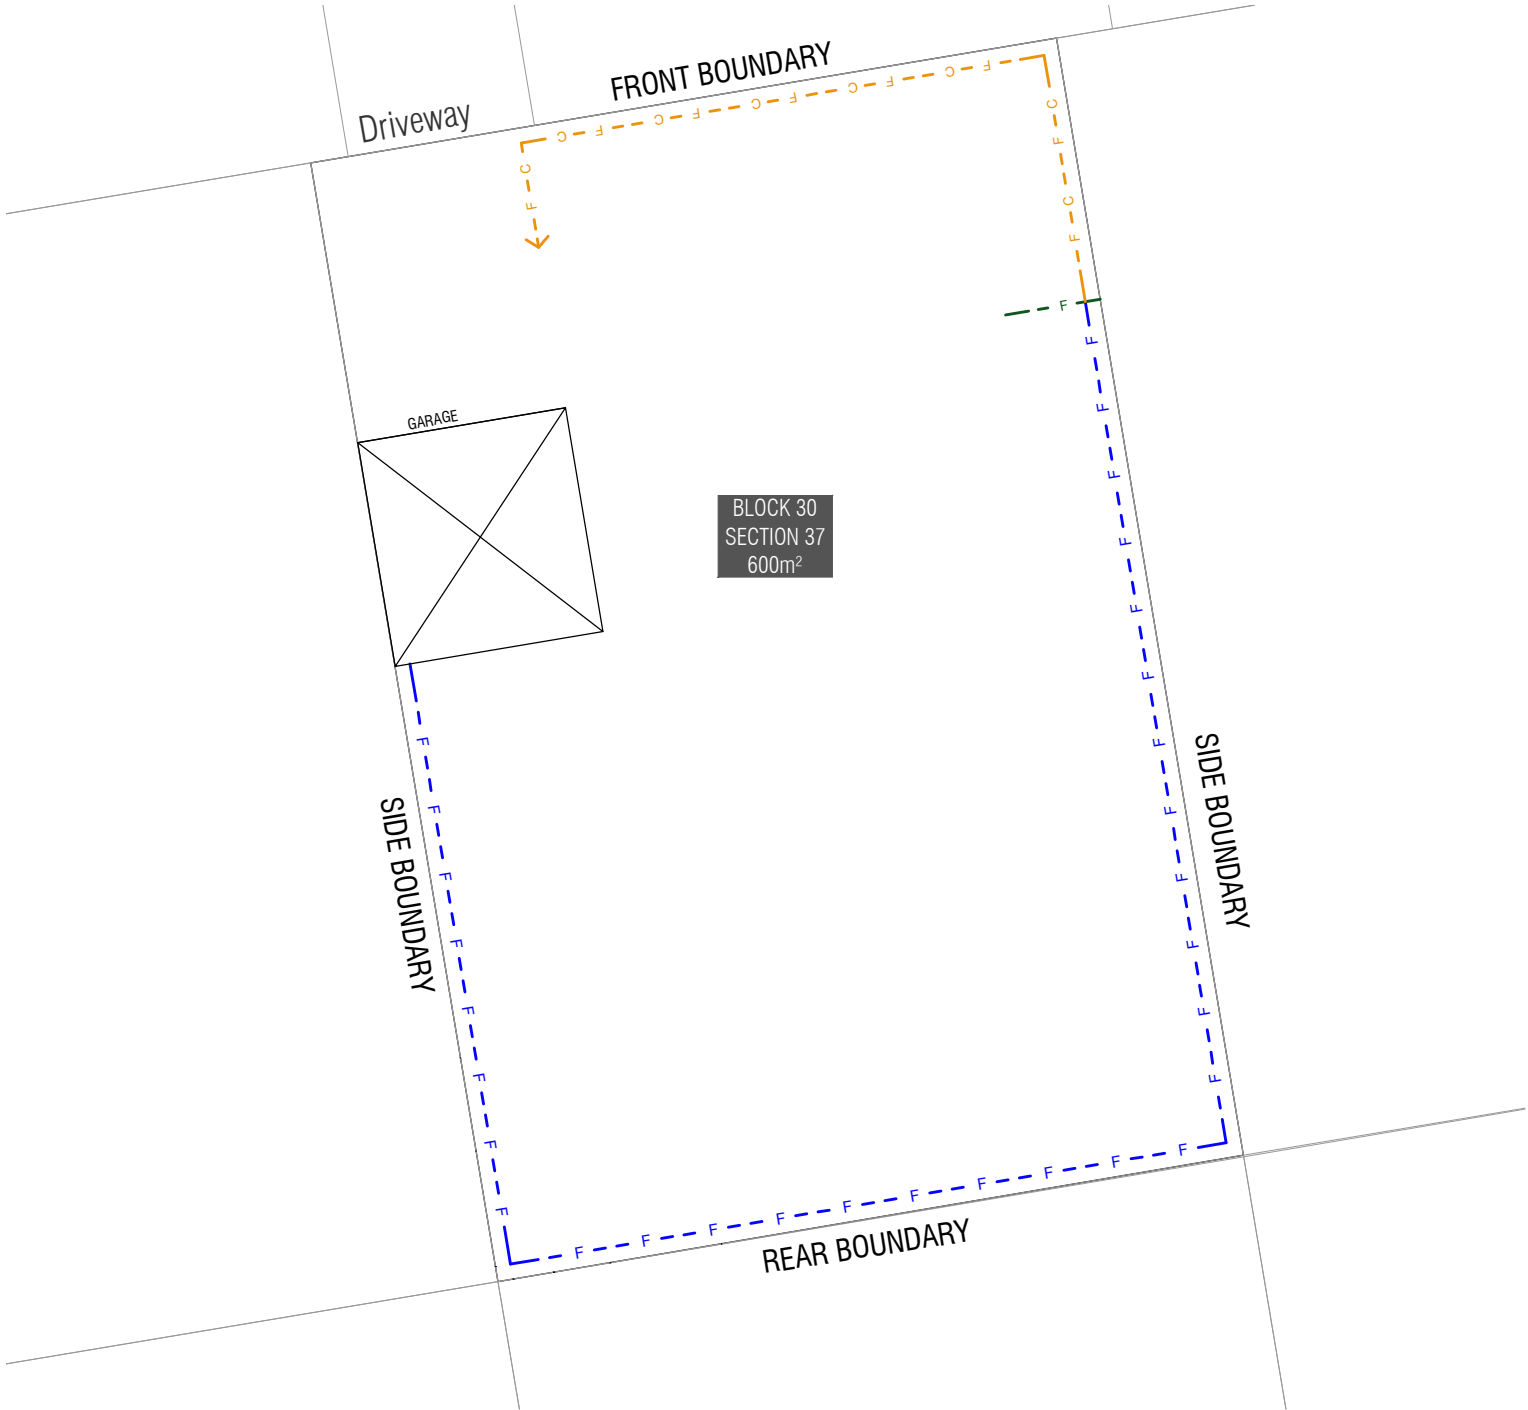 FRONT BOUNDARY
Driveway
C F C F C F C F C F
C F
C F C F
F
GARAGE
BLOCK 30
SECTION 37
600m²
F F F F F F F F F F F F
SIDE BOUNDARY
SIDE BOUNDARY
F F F F F F F F
F F F F F F F F F F
REAR BOUNDARY